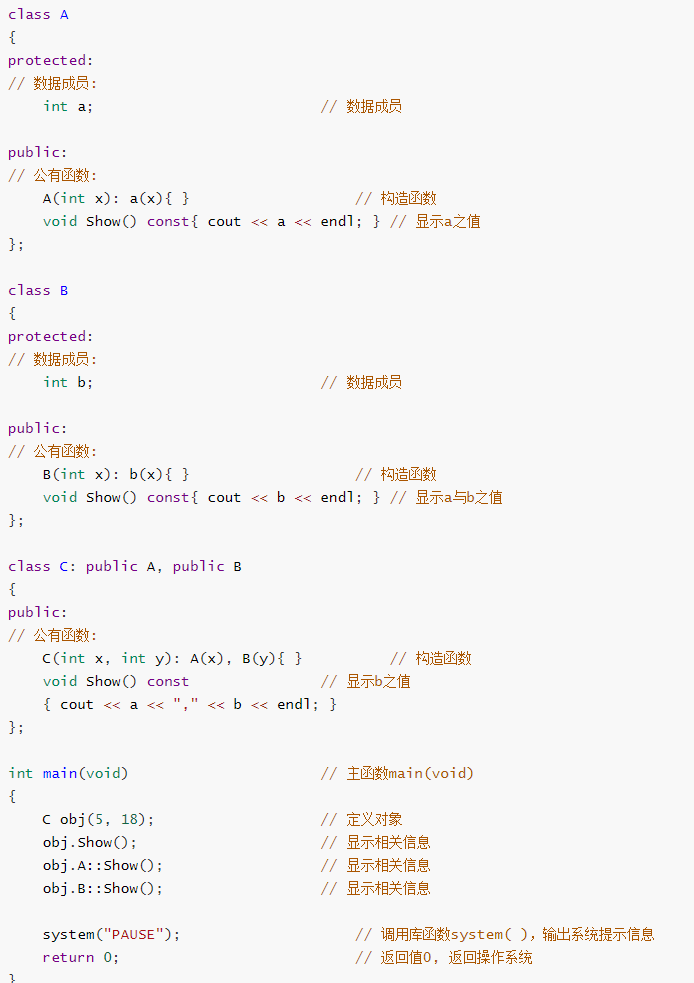 class A
{
protected:
// 数据成员:
    int a;                          // 数据成员

public:
// 公有函数:
    A(int x): a(x){ }                   // 构造函数
    void Show() const{ cout << a << endl; } // 显示a之值
};

class B
{
protected:
// 数据成员:
    int b;                          // 数据成员

public:
// 公有函数:
    B(int x): b(x){ }                   // 构造函数
    void Show() const{ cout << b << endl; } // 显示a与b之值
};

class C: public A, public B
{
public:
// 公有函数:
    C(int x, int y): A(x), B(y){ }          // 构造函数
    void Show() const               // 显示b之值
    { cout << a << "," << b << endl; }
};

int main(void)                      // 主函数main(void)
{
    C obj(5, 18);                   // 定义对象
    obj.Show();                     // 显示相关信息
    obj.A::Show();                  // 显示相关信息
    obj.B::Show();                  // 显示相关信息

    system("PAUSE");                    // 调用库函数system( ), 输出系统提示信息
    return 0;                           // 返回值0, 返回操作系统
}